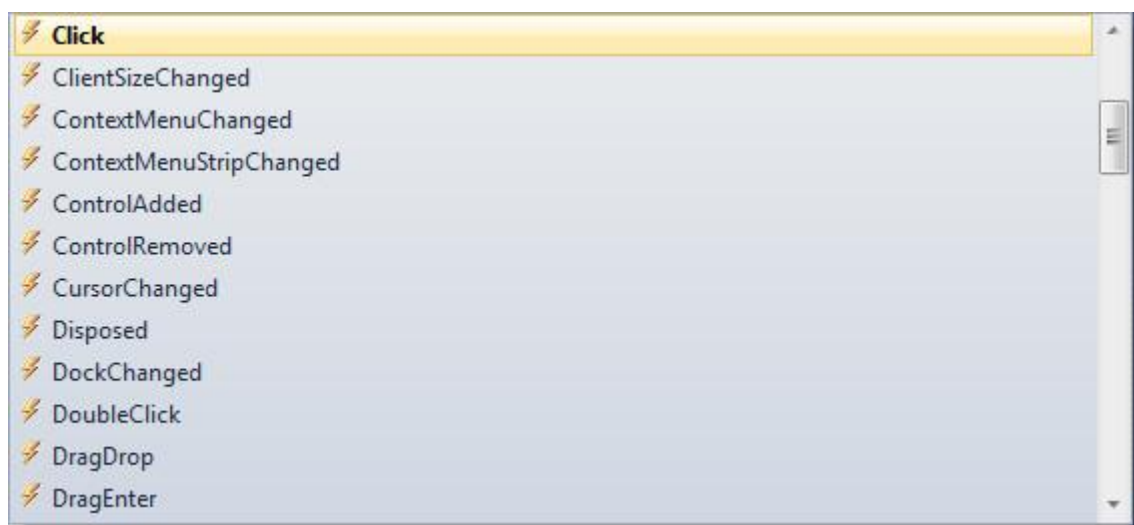 Click
ClientSizeChanged
ContextMenuChanged
ContextMenuStripChanged
ControlAdded
ControlRemoved
CursorChanged
Disposed
DockChanged
DoubleClick
DragDrop
DragEnter